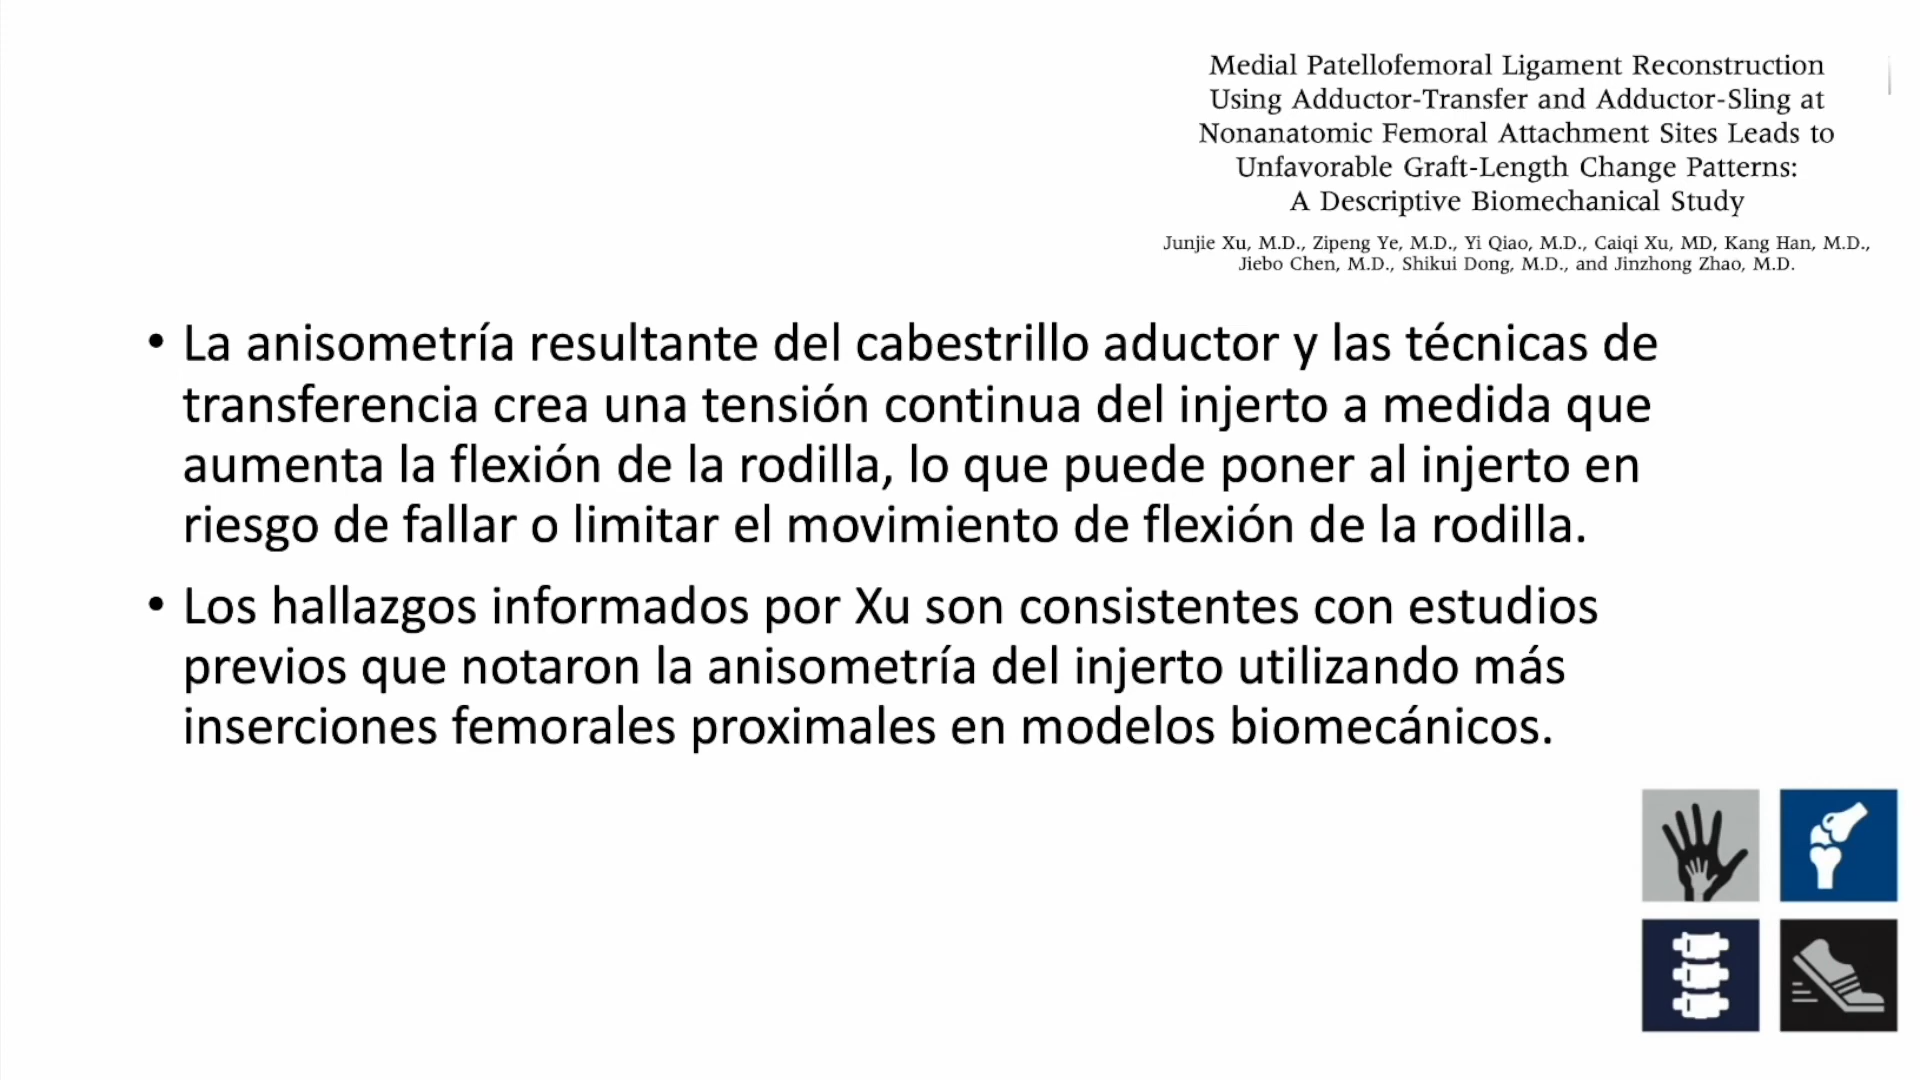 Medial Patellofemoral Ligament Reconstruction
Using Adductor-Transfer and Adductor-Sling at
Nonanatomic Femoral Attachment Sites Leads to
Unfavorable Graft-Length Change Patterns:
A Descriptive Biomechanical Study
Junjie Xu, M.D., Zipeng Ye, M.D., Yi Qiao, M.D., Caiqi Xu, MD, Kang Han, M.D.,
Jiebo Chen, M.D., Shikui Dong, M.D., and Jinzhong Zhao, M.D.
• La anisometría resultante del cabestrillo aductor y las técnicas de
transferencia crea una tensión continua del injerto a medida que
aumenta la flexión de la rodilla, lo que puede poner al injerto en
riesgo de fallar o limitar el movimiento de flexión de la rodilla.
• Los hallazgos informados por Xu son consistentes con estudios
previos que notaron la anisometría del injerto utilizando más
inserciones femorales proximales en modelos biomecánicos.